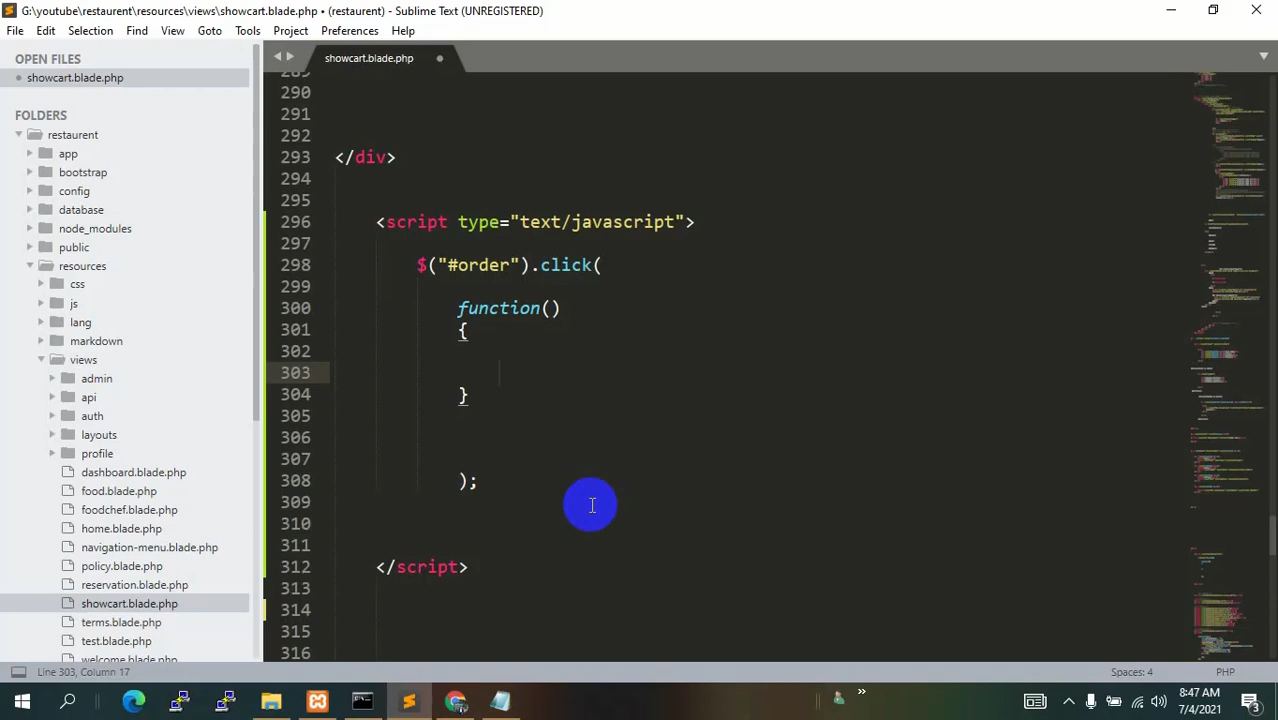 G:\youtube\restaurent\resources\views\showcart.blade.php • (restaurent) - Sublime Text (UNREGISTERED)
File Edit Selection Find View Goto Tools Project Preferences Help
OPEN FILES
showcart.blade.php
FOLDERS
restaurent
app
bootstrap
config
database
node_modules
public
resources
css
js
lang
markdown
views
admin
api
auth
layouts
profile
dashboard.blade.php
food.blade.php
foodchef.blade.php
home.blade.php
navigation-menu.blade.php
policy.blade.php
reservation.blade.php
showcart.blade.php
terms.blade.php
test.blade.php
welcome.blade.php
showcart.blade.php
289
290
291
292
293 </div>
294
295
296 <script type="text/javascript">
297
298 $("#order").click(
299
300 function()
301 {
302
303
304 }
305
306
307
308 );
309
310
311
312 </script>
313
314
315
316
Line 303, Column 17
Spaces: 4
PHP
8:47 AM
7/4/2021
3